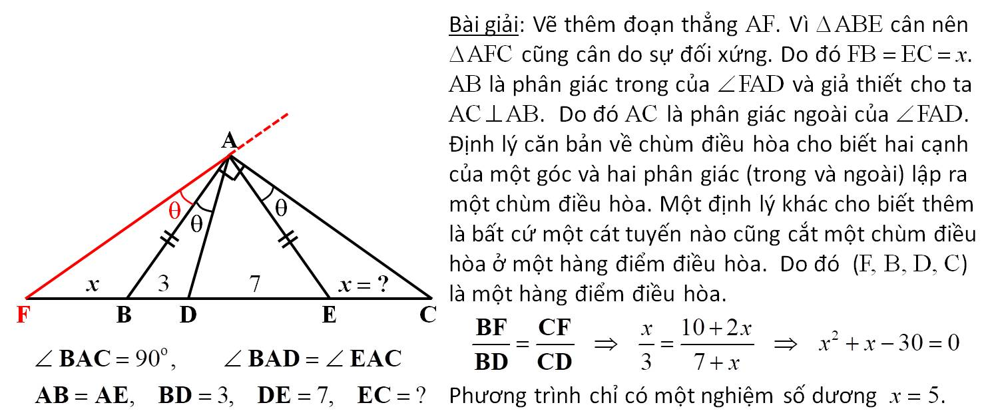 Bài giải: Vẽ thêm đoạn thẳng AF. Vì ΔABE cân nên
ΔAFC cũng cân do sự đối xứng. Do đó FB = EC = x.
AB là phân giác trong của ∠FAD và giả thiết cho ta
AC ⊥ AB. Do đó AC là phân giác ngoài của ∠FAD.
Định lý căn bản về chùm điều hòa cho biết hai cạnh
của một góc và hai phân giác (trong và ngoài) lập ra
một chùm điều hòa. Một định lý khác cho biết thêm
là bất cứ một cát tuyến nào cũng cắt một chùm điều
hòa ở một hàng điểm điều hòa. Do đó (F, B, D, C)
là một hàng điểm điều hòa.
BF/BD = CF/CD ⇒ x/3 = (10 + 2x)/(7 + x) ⇒ x² + x − 30 = 0
Phương trình chỉ có một nghiệm số dương x = 5.
A
θ
θ
θ
x 3 7 x = ?
F B D E C
∠ BAC = 90°, ∠ BAD = ∠ EAC
AB = AE, BD = 3, DE = 7, EC = ?